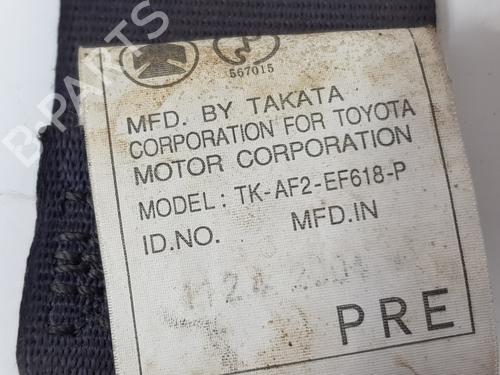 567015
MFD. BY TAKATA
CORPORATION FOR TOYOTA
MOTOR CORPORATION
MODEL: TK-AF2-EF618-P
ID.NO. MFD.IN
PRE
B-PARTS